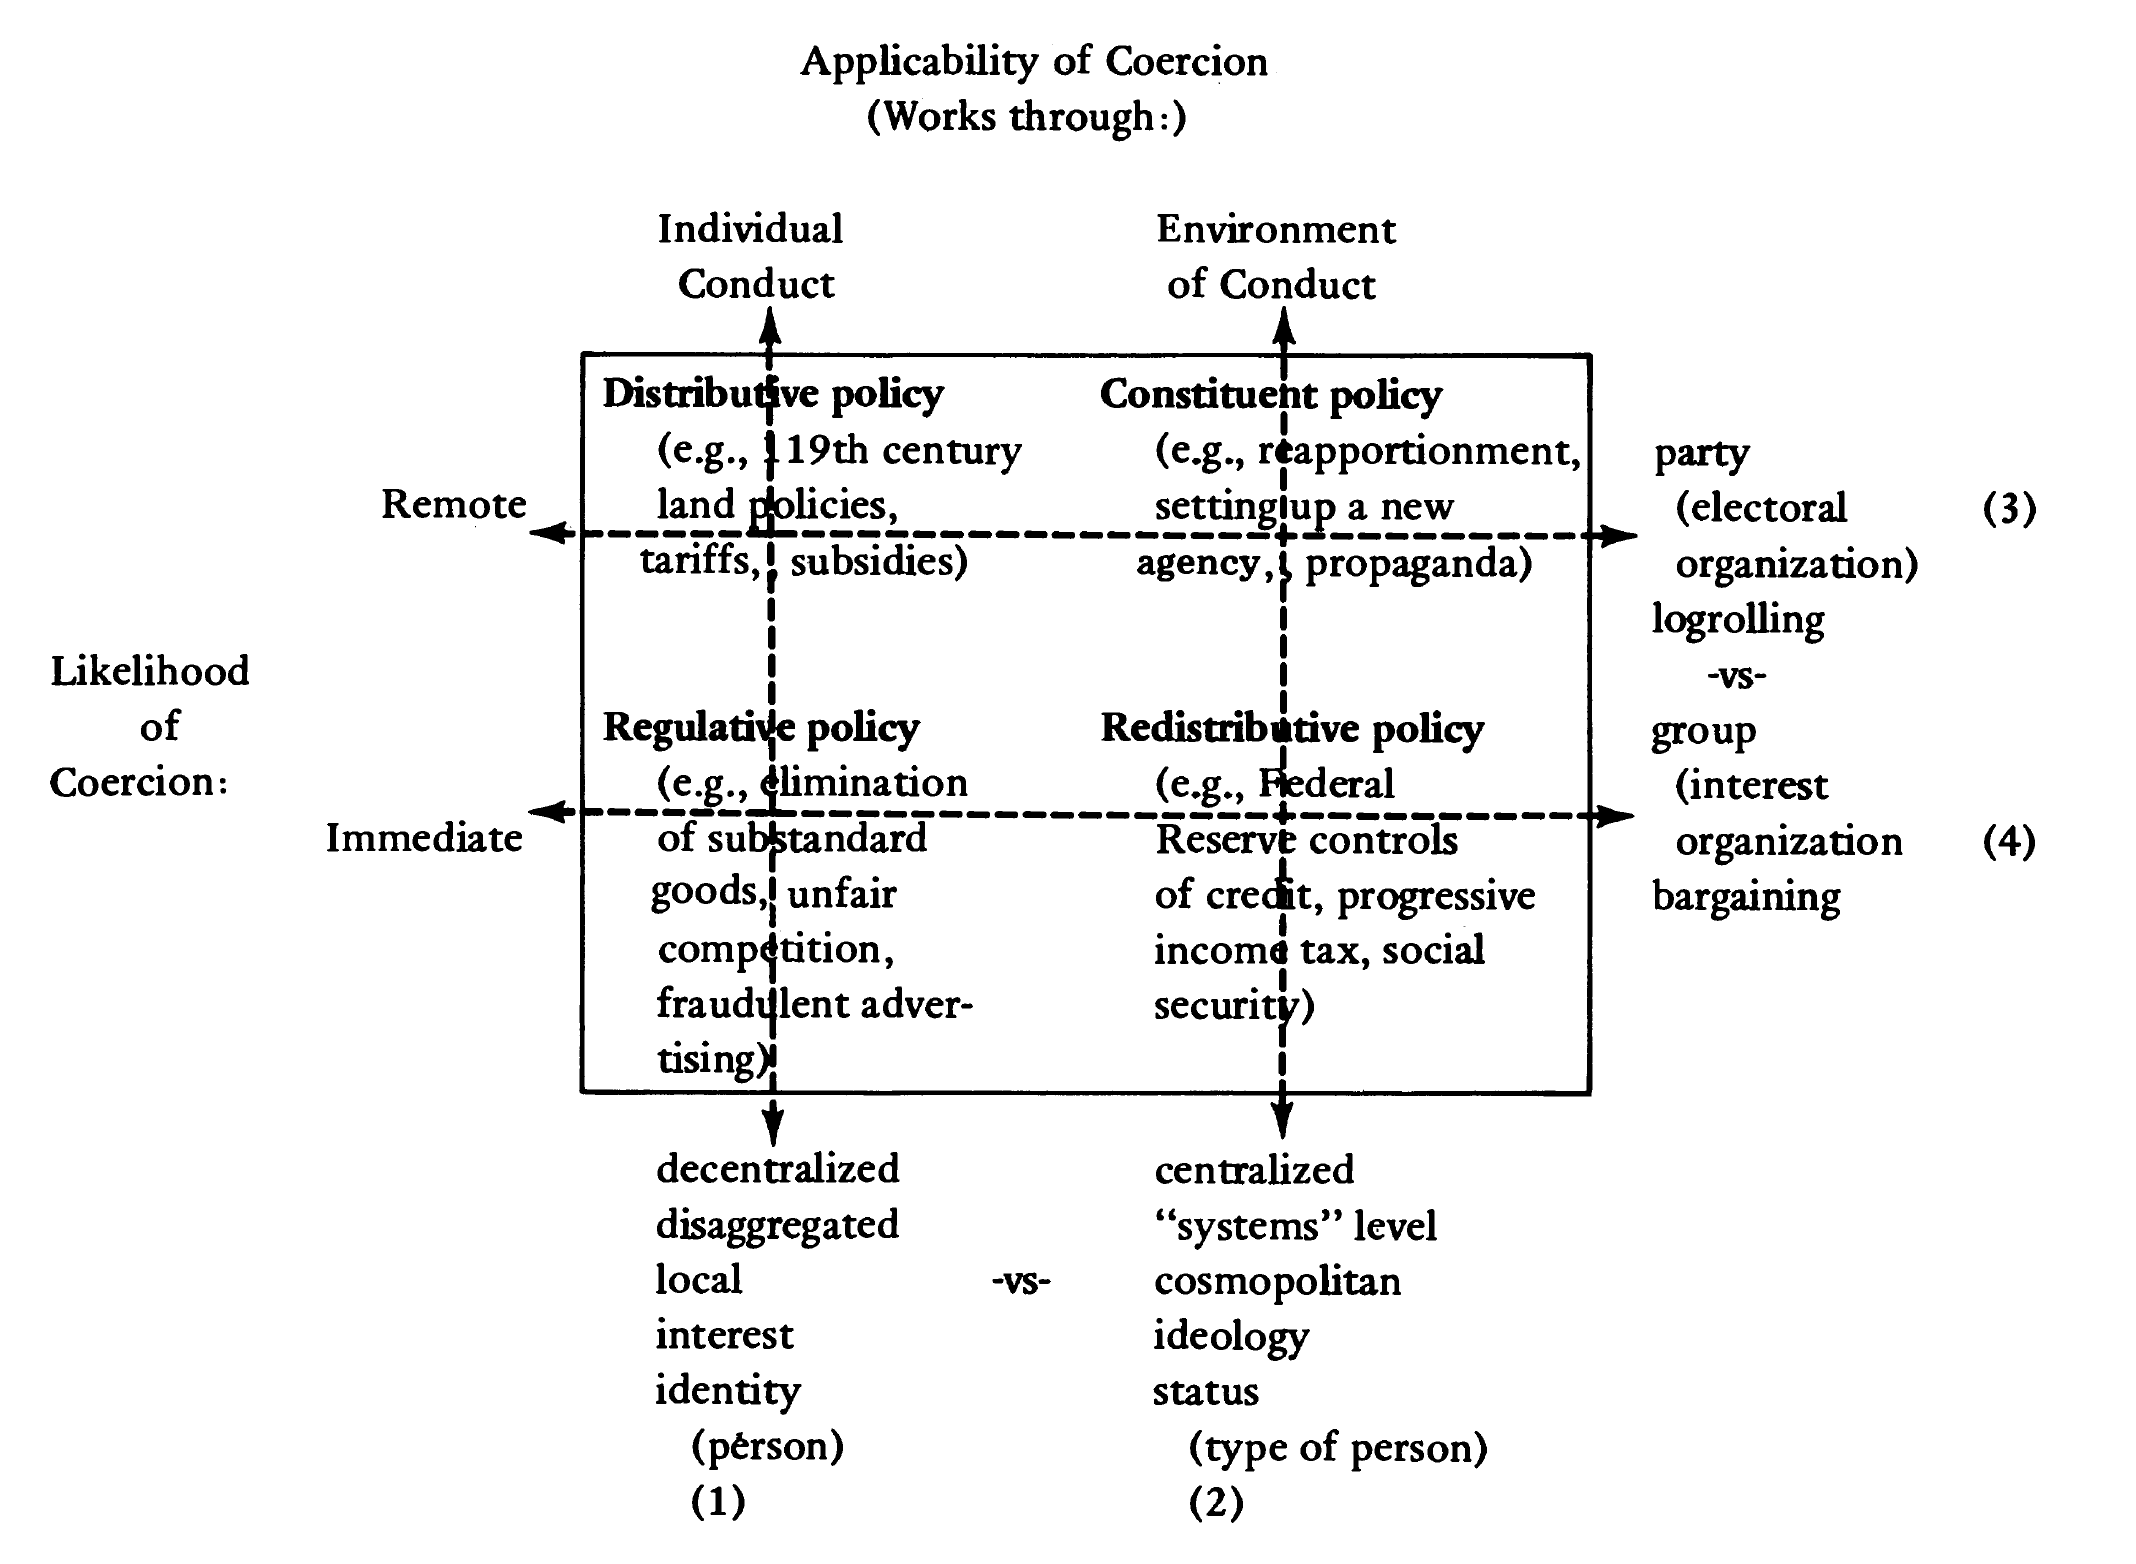 Applicability of Coercion
(Works through:)
Individual
Conduct
Environment
of Conduct
Distributive policy
(e.g., 19th century
land policies,
tariffs, subsidies)
Constituent policy
(e.g., reapportionment,
setting up a new
agency, propaganda)
Remote
party
(electoral
organization)
(3)
logrolling
-vs-
group
(interest
organization
(4)
bargaining
Likelihood
of
Coercion:
Immediate
Regulative policy
(e.g., elimination
of substandard
goods, unfair
competition,
fraudulent adver-
tising)
Redistributive policy
(e.g., Federal
Reserve controls
of credit, progressive
income tax, social
security)
decentralized
disaggregated
local
interest
identity
(person)
(1)
-vs-
centralized
“systems” level
cosmopolitan
ideology
status
(type of person)
(2)